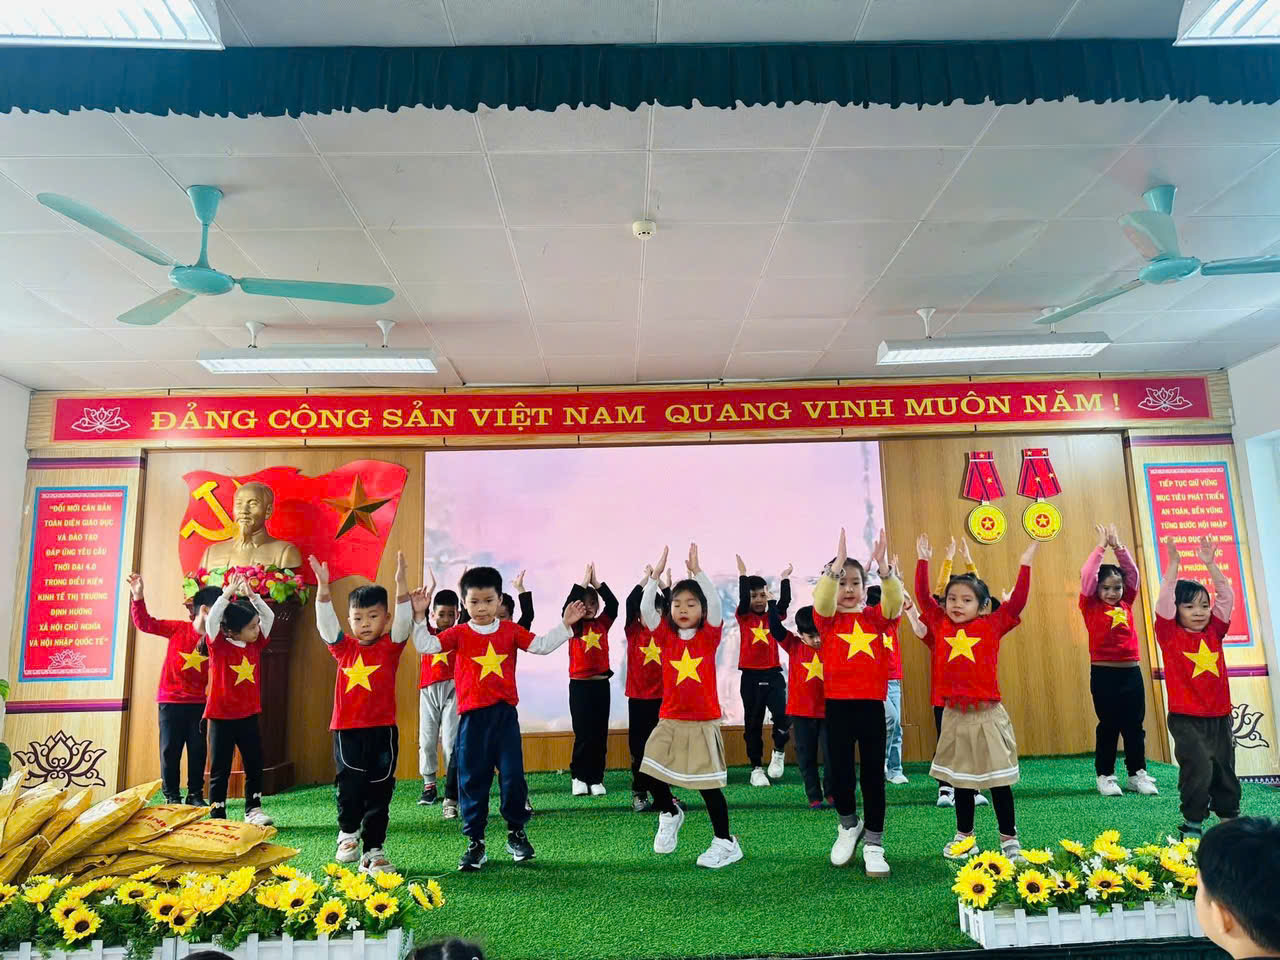 ĐẢNG CỘNG SẢN VIỆT NAM QUANG VINH MUÔN NĂM !
"ĐỔI MỚI CĂN BẢN
TOÀN DIỆN GIÁO DỤC
VÀ ĐÀO TẠO
ĐÁP ỨNG YÊU CẦU
THỜI ĐẠI 4.0
TRONG ĐIỀU KIỆN
KINH TẾ THỊ TRƯỜNG
ĐỊNH HƯỚNG
XÃ HỘI CHỦ NGHĨA
VÀ HỘI NHẬP QUỐC TẾ"
TIẾP TỤC GIỮ VỮNG
MỤC TIÊU PHÁT TRIỂN
AN TOÀN, BỀN VỮNG
TỪNG BƯỚC HỘI NHẬP
GIÁO DỤC